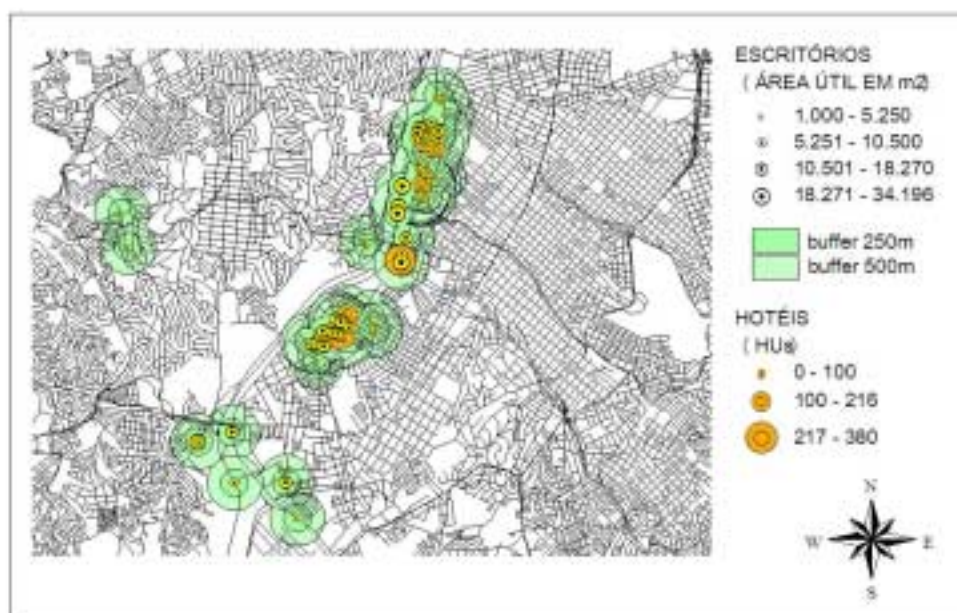 ESCRITÓRIOS
( ÁREA ÚTIL EM m2)
1.000 - 5.250
5.251 - 10.500
10.501 - 18.270
18.271 - 34.196
buffer 250m
buffer 500m
HOTÉIS
( HUs)
0 - 100
100 - 216
217 - 380
N
W E
S